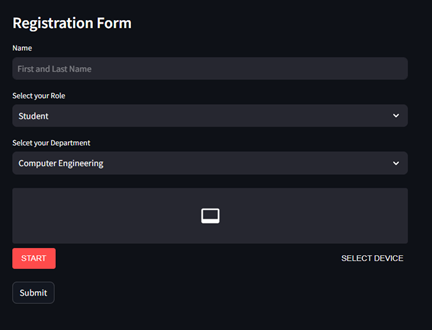 Registration Form
Name
First and Last Name
Select your Role
Student
Selcet your Department
Computer Engineering
START
SELECT DEVICE
Submit